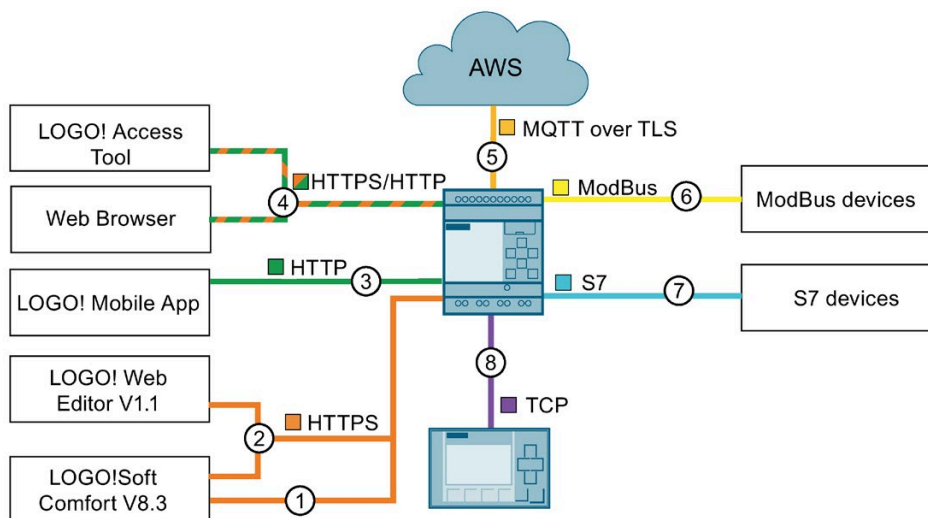 AWS
MQTT over TLS
5
LOGO! Access
Tool
HTTPS/HTTP
4
Web Browser
ModBus
6
ModBus devices
HTTP
3
LOGO! Mobile App
S7
7
S7 devices
8
LOGO! Web
Editor V1.1
HTTPS
2
TCP
LOGO!Soft
Comfort V8.3
1